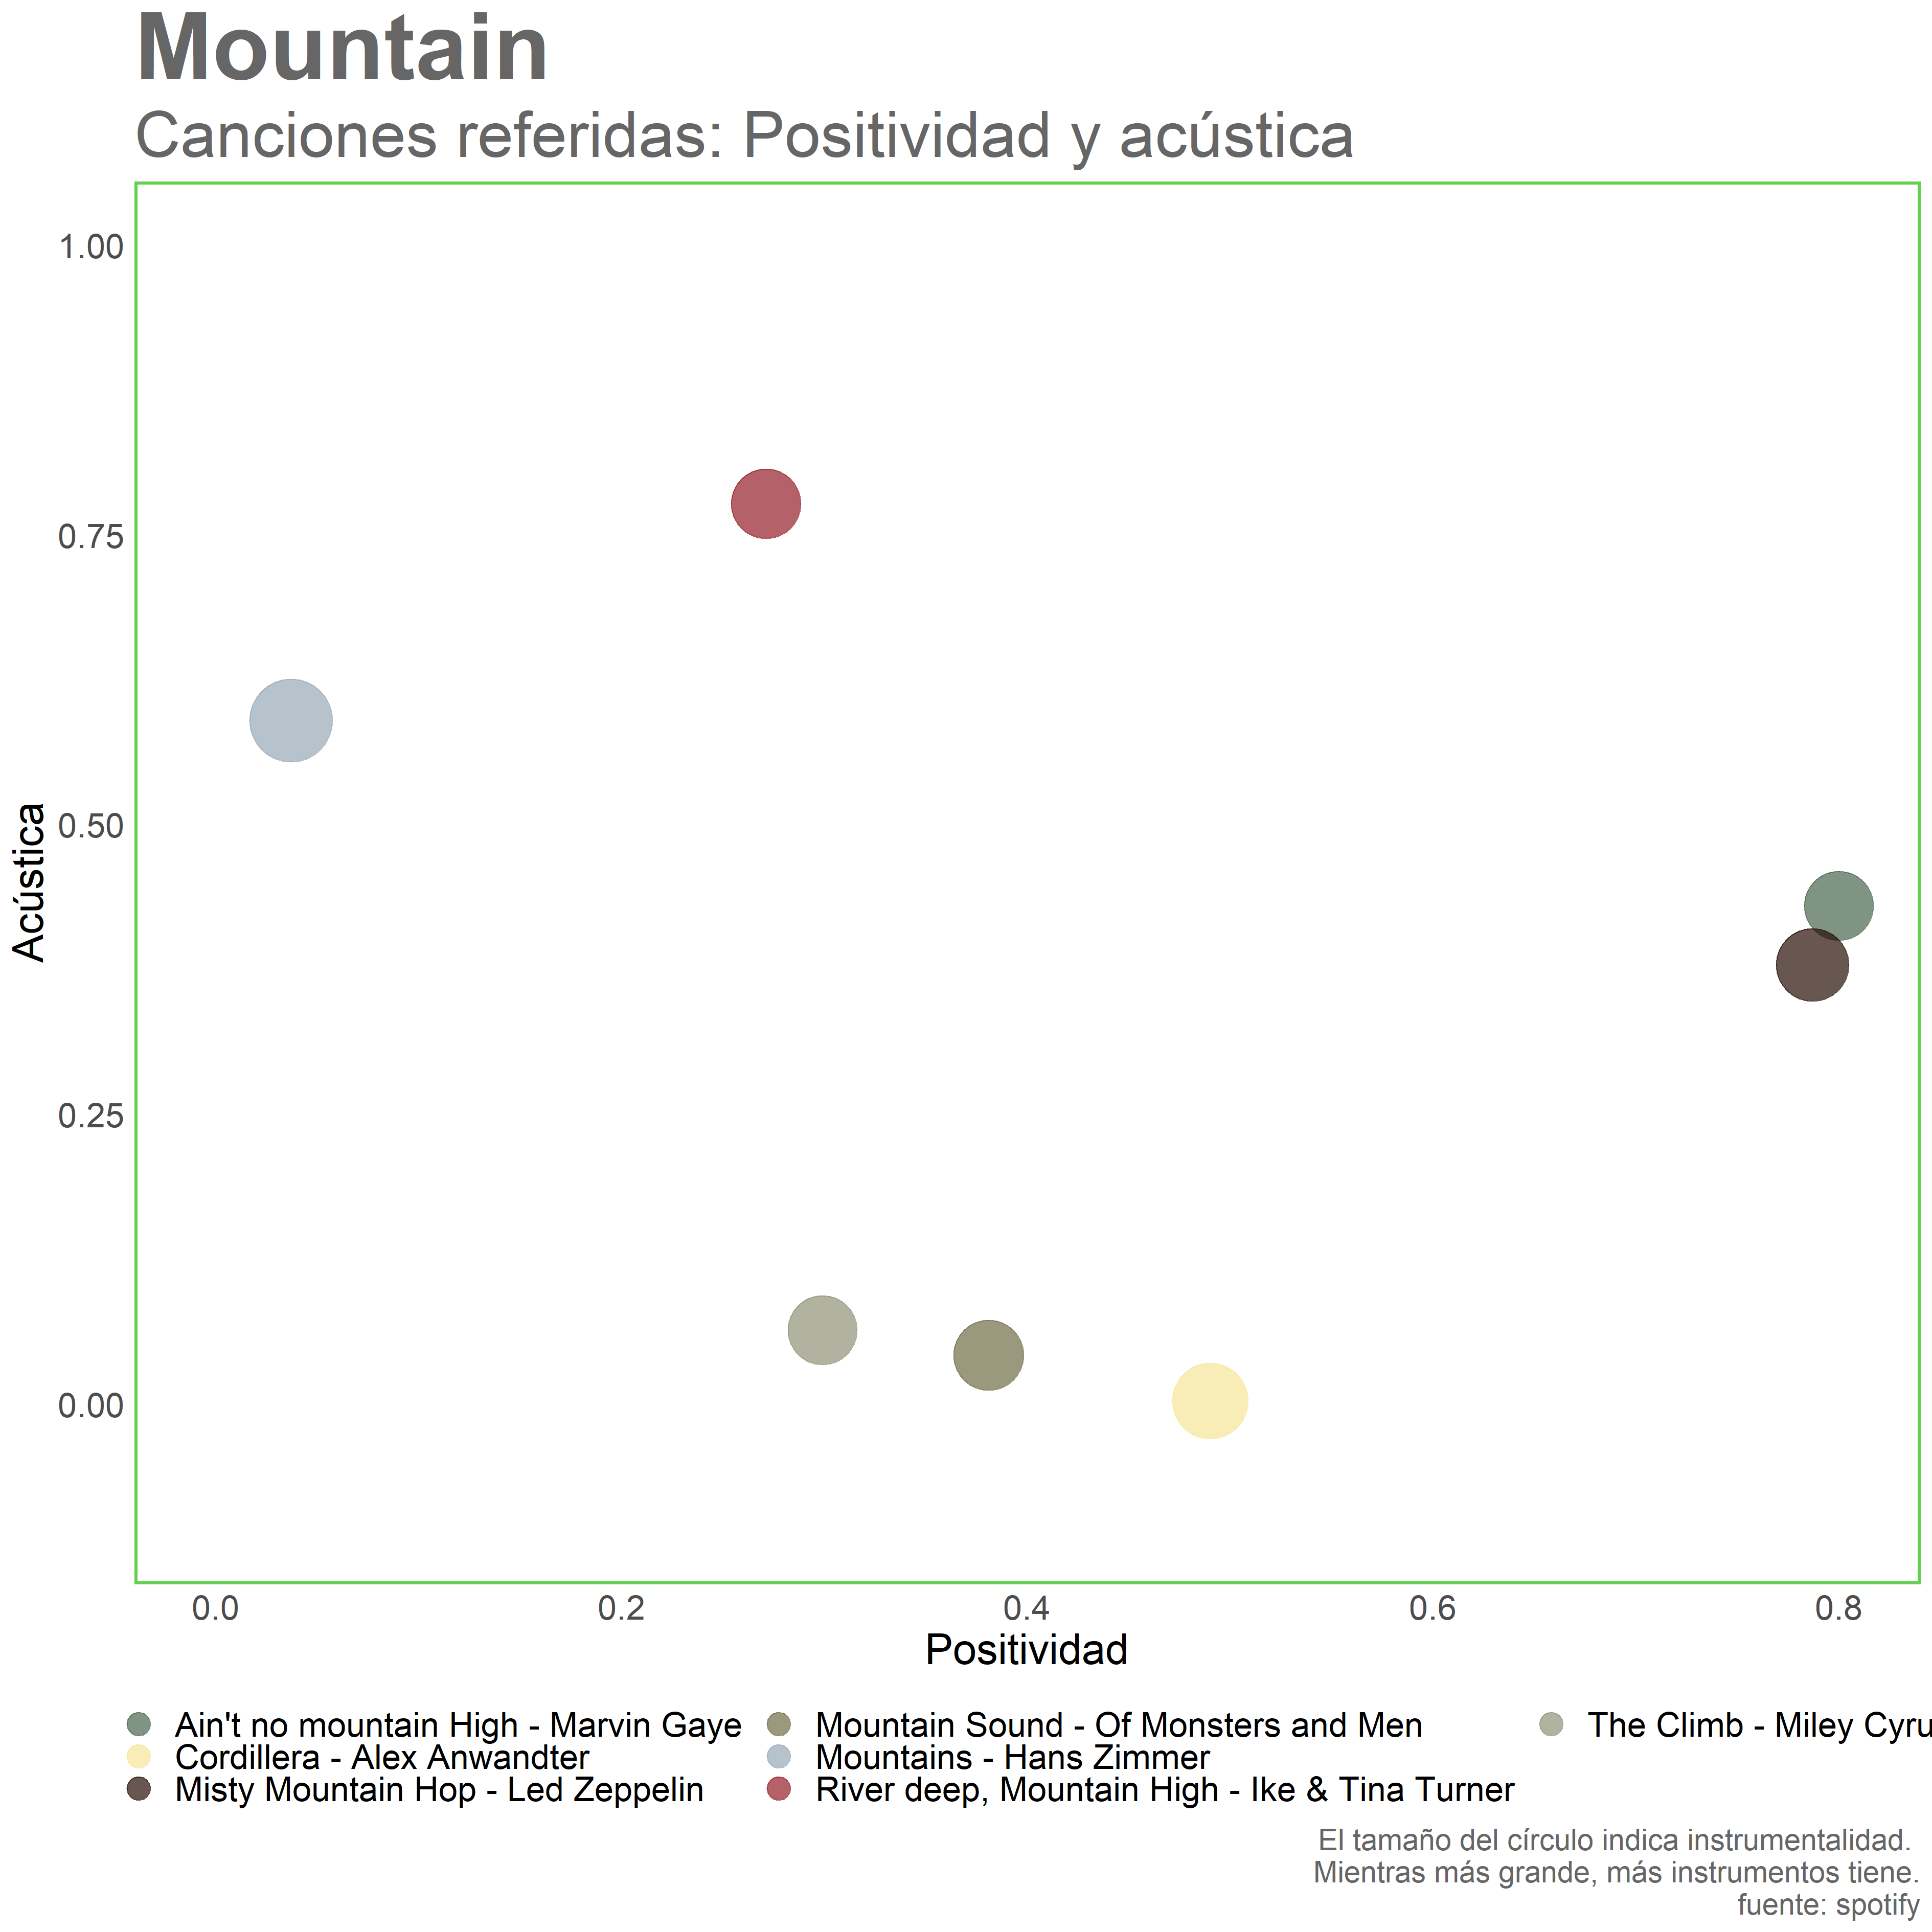 Mountain
Canciones referidas: Positividad y acústica
1.00
0.75
0.50
0.25
0.00
Acústica
0.0 0.2 0.4 0.6 0.8
Positividad
Ain't no mountain High - Marvin Gaye
Cordillera - Alex Anwandter
Misty Mountain Hop - Led Zeppelin
Mountain Sound - Of Monsters and Men
Mountains - Hans Zimmer
River deep, Mountain High - Ike & Tina Turner
The Climb - Miley Cyru
El tamaño del círculo indica instrumentalidad.
Mientras más grande, más instrumentos tiene.
fuente: spotify